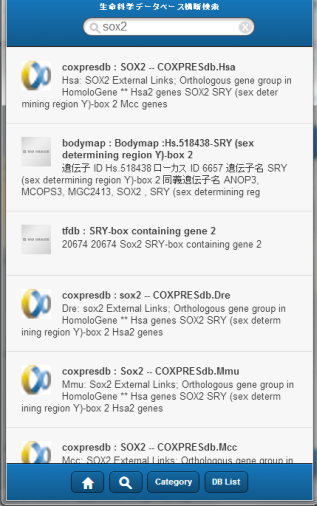 生命科学データベース横断検索
sox2
coxpresdb : SOX2 -- COXPRESdb.Hsa
Hsa: SOX2 External Links; Orthologous gene group in
HomoloGene ** Hsa2 genes SOX2 SRY (sex deter
mining region Y)-box 2 Mcc genes
bodymap : Bodymap :Hs.518438-SRY (sex
determining region Y)-box 2
遺伝子 ID Hs.518438 ローカス ID 6657 遺伝子名 SRY
(sex determining region Y)-box 2 同義遺伝子名 ANOP3,
MCOPS3, MGC2413, SOX2 , SRY (sex determining reg
tfdb : SRY-box containing gene 2
20674 20674 Sox2 SRY-box containing gene 2
coxpresdb : sox2 -- COXPRESdb.Dre
Dre: sox2 External Links; Orthologous gene group in
HomoloGene ** Hsa genes SOX2 SRY (sex determ
ining region Y)-box 2 Hsa2 genes
coxpresdb : Sox2 -- COXPRESdb.Mmu
Mmu: Sox2 External Links; Orthologous gene group in
HomoloGene ** Hsa genes SOX2 SRY (sex determ
ining region Y)-box 2 Hsa2 genes
coxpresdb : SOX2 -- COXPRESdb.Mcc
Mcc: SOX2 External Links; Orthologous gene group in
Category
DB List